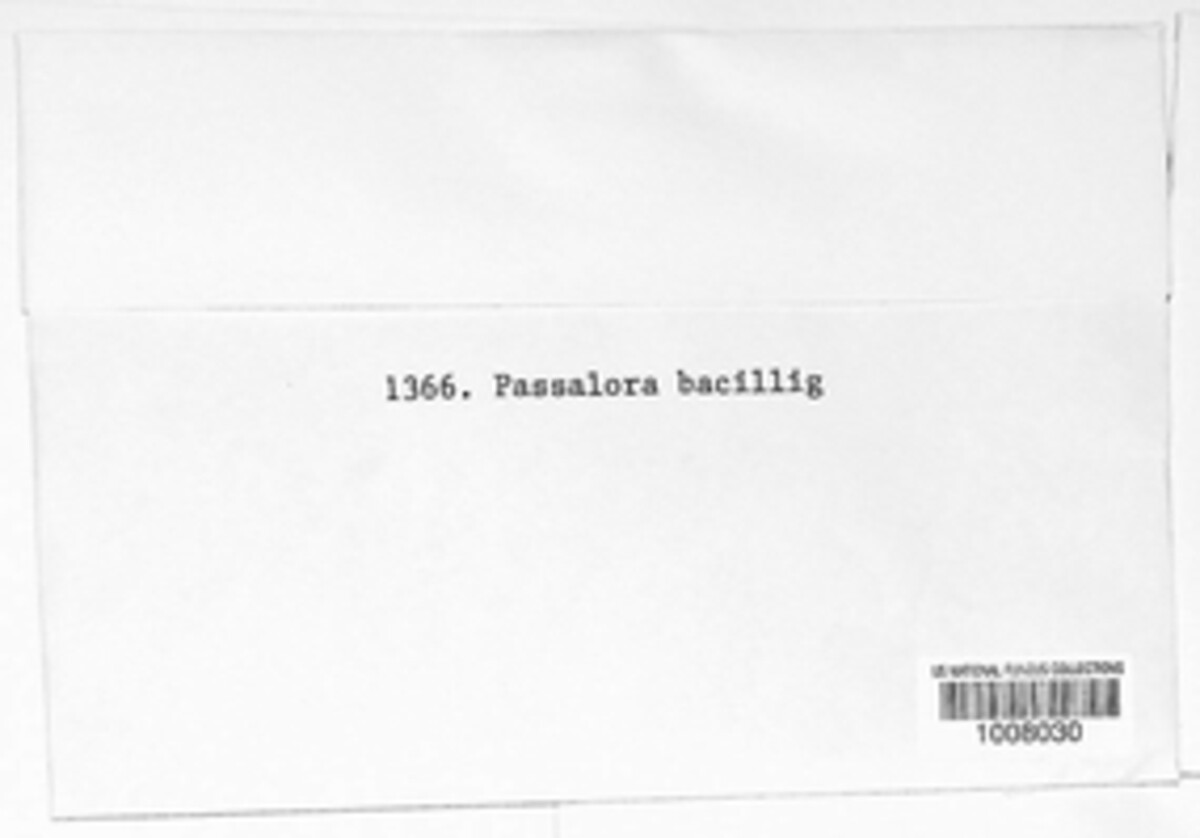 1366. Passalora bacillig
US NATIONAL FUNGUS COLLECTIONS
1008030